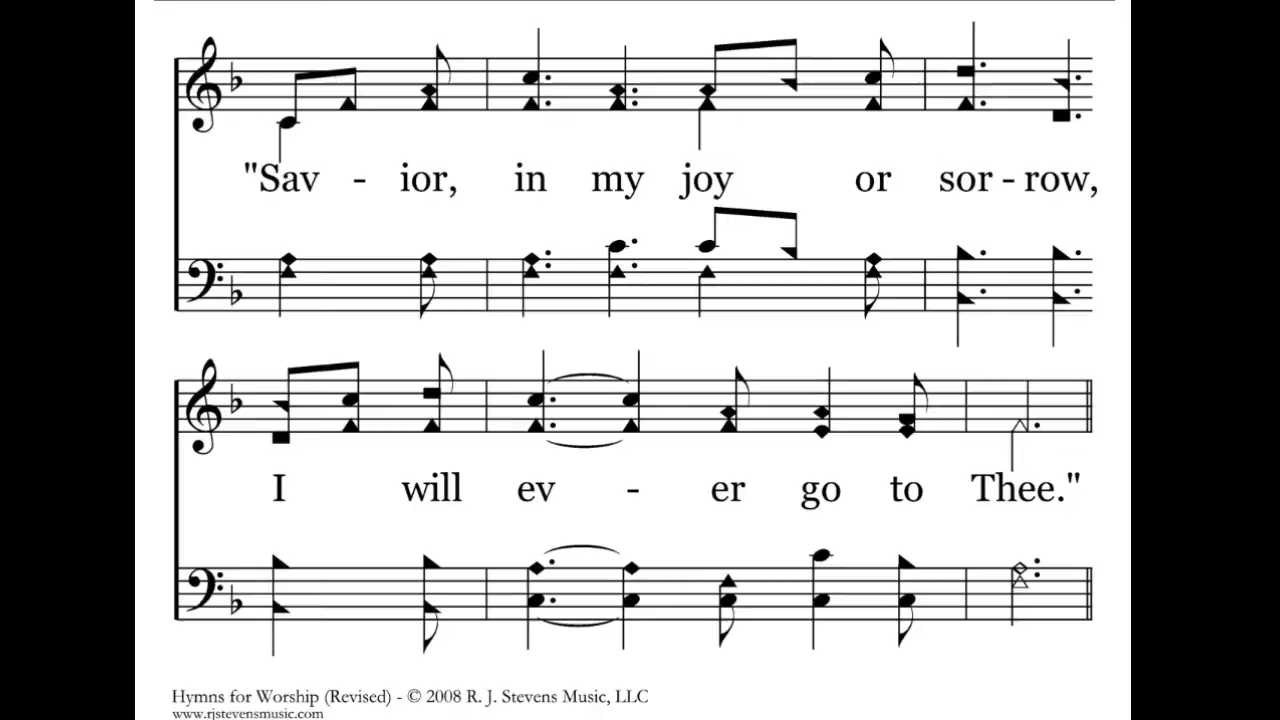 "Sav - ior, in my joy or sor - row,
I will ev - er go to Thee."
Hymns for Worship (Revised) - © 2008 R. J. Stevens Music, LLC
www.rjstevensmusic.com